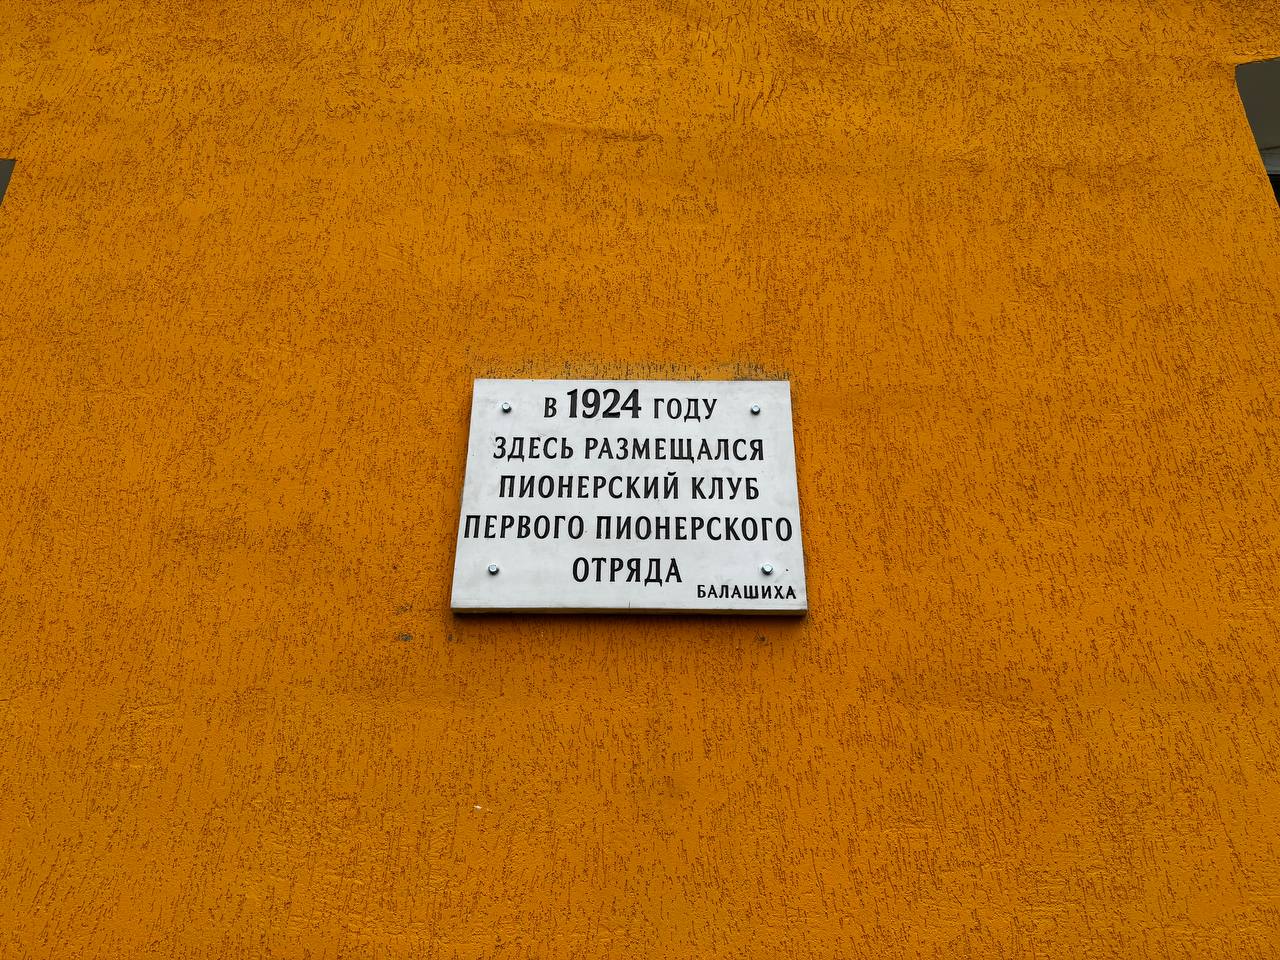 В 1924 ГОДУ
ЗДЕСЬ РАЗМЕЩАЛСЯ
ПИОНЕРСКИЙ КЛУБ
ПЕРВОГО ПИОНЕРСКОГО
ОТРЯДА
БАЛАШИХА